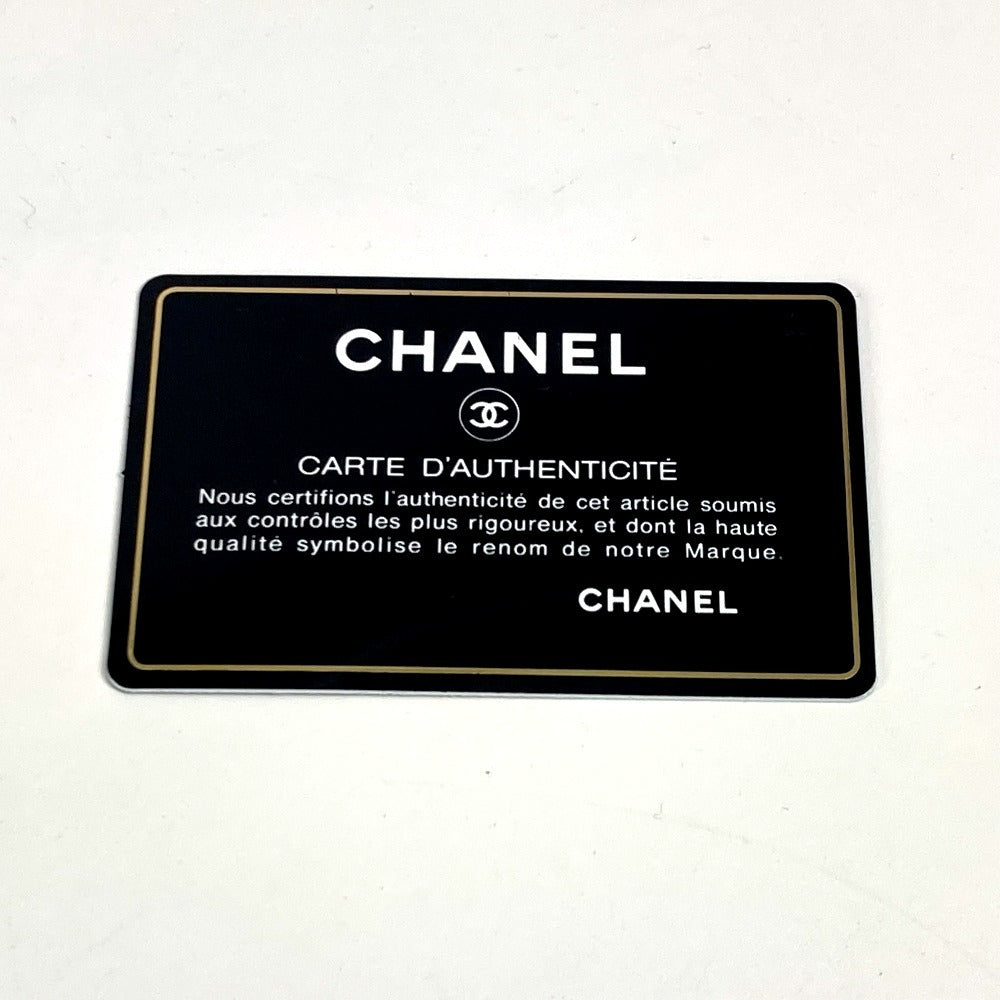 CHANEL
CARTE D'AUTHENTICITÉ
Nous certifions l'authenticité de cet article soumis
aux contrôles les plus rigoureux, et dont la haute
qualité symbolise le renom de notre Marque.
CHANEL